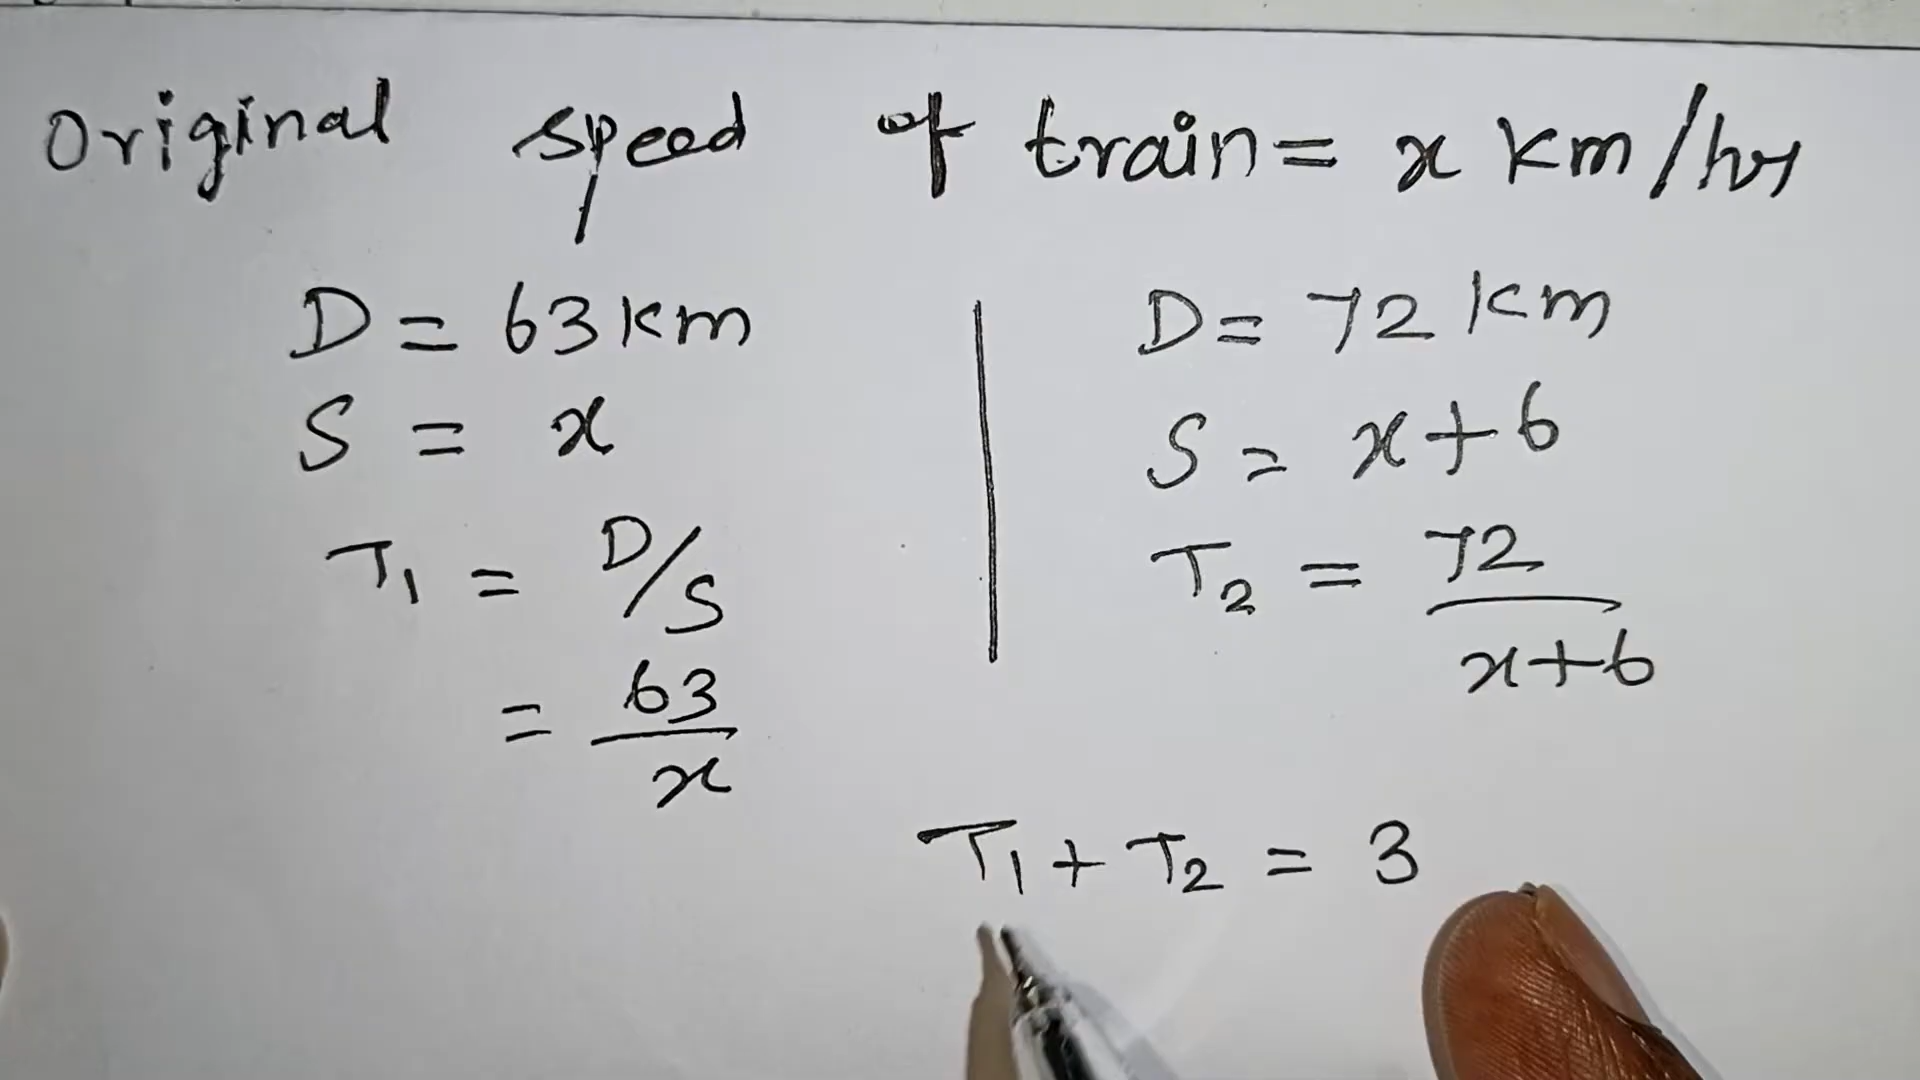 Original speed of train = x km/hr
D = 63 km
S = x
T₁ = D/S
= 63/x
D = 72 km
S = x+6
T₂ = 72/x+6
T₁ + T₂ = 3